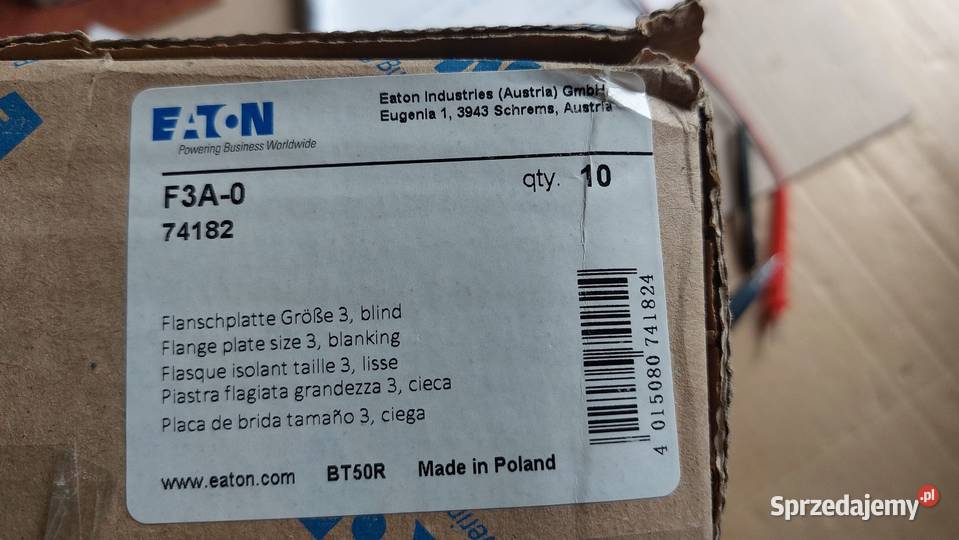 EATON
Powering Business Worldwide
Eaton Industries (Austria) GmbH,
Eugenia 1, 3943 Schrems, Austria
F3A-0
qty. 10
74182
Flanschplatte Größe 3, blind
Flange plate size 3, blanking
Flasque isolant taille 3, lisse
Piastra flagiata grandezza 3, cieca
Placa de brida tamaño 3, ciega
4 015080 741824
www.eaton.com BT50R Made in Poland
Sprzedajemy.pl